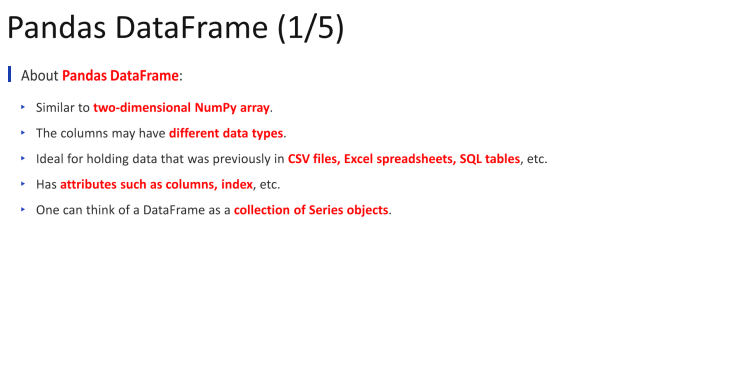 Pandas DataFrame (1/5)
About Pandas DataFrame:
‣ Similar to two-dimensional NumPy array.
‣ The columns may have different data types.
‣ Ideal for holding data that was previously in CSV files, Excel spreadsheets, SQL tables, etc.
‣ Has attributes such as columns, index, etc.
‣ One can think of a DataFrame as a collection of Series objects.